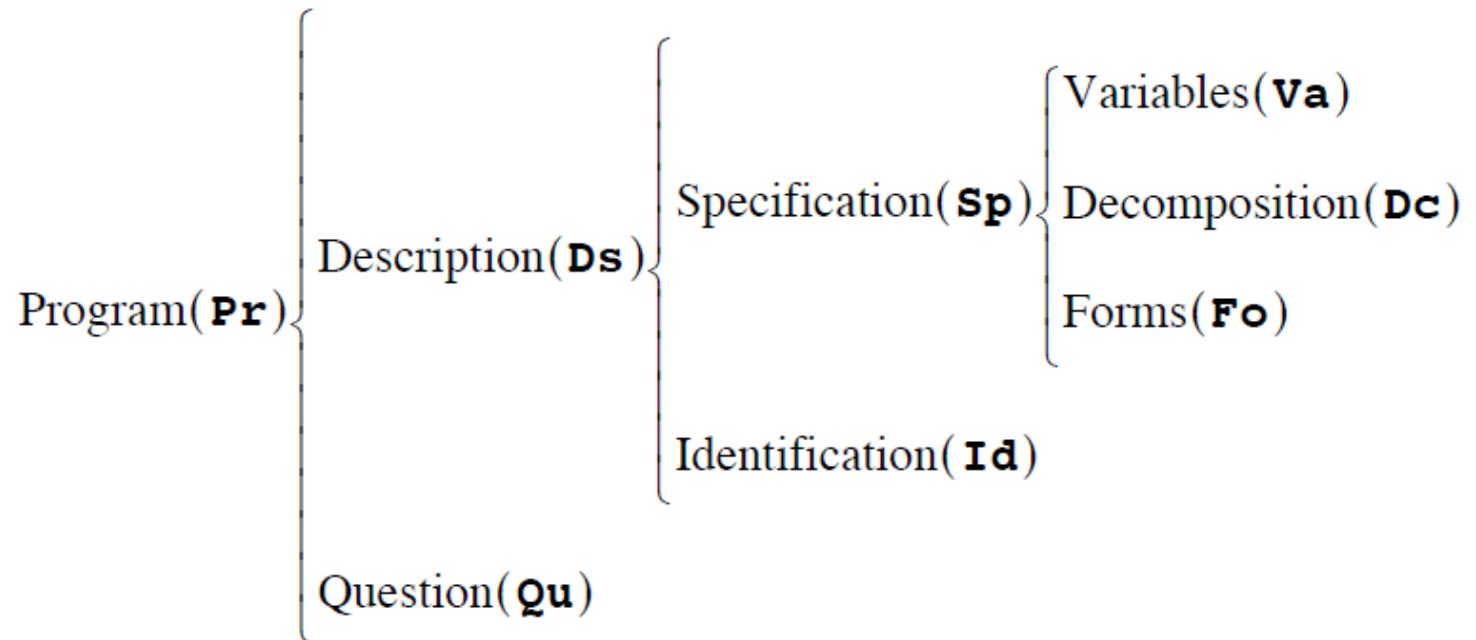 Variables(Va)
Specification(Sp)
Decomposition(Dc)
Description(Ds)
Program(Pr)
Forms(Fo)
Identification(Id)
Question(Qu)